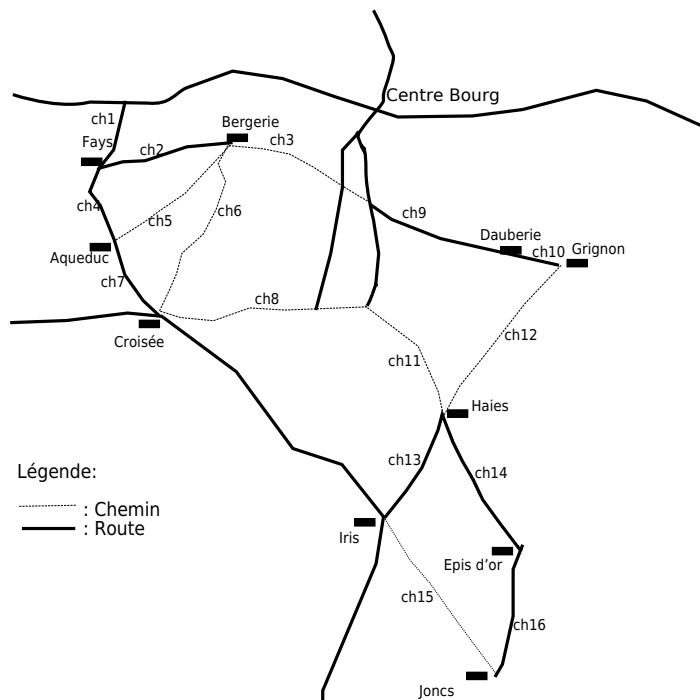 Centre Bourg
ch1
Bergerie
Fays
ch2
ch3
ch4
ch5
ch6
ch9
Dauberie
ch10
Grignon
Aqueduc
ch7
ch8
Croisée
ch12
ch11
Haies
ch13
ch14
Légende:
: Chemin
: Route
Iris
Epis d’or
ch15
ch16
Joncs